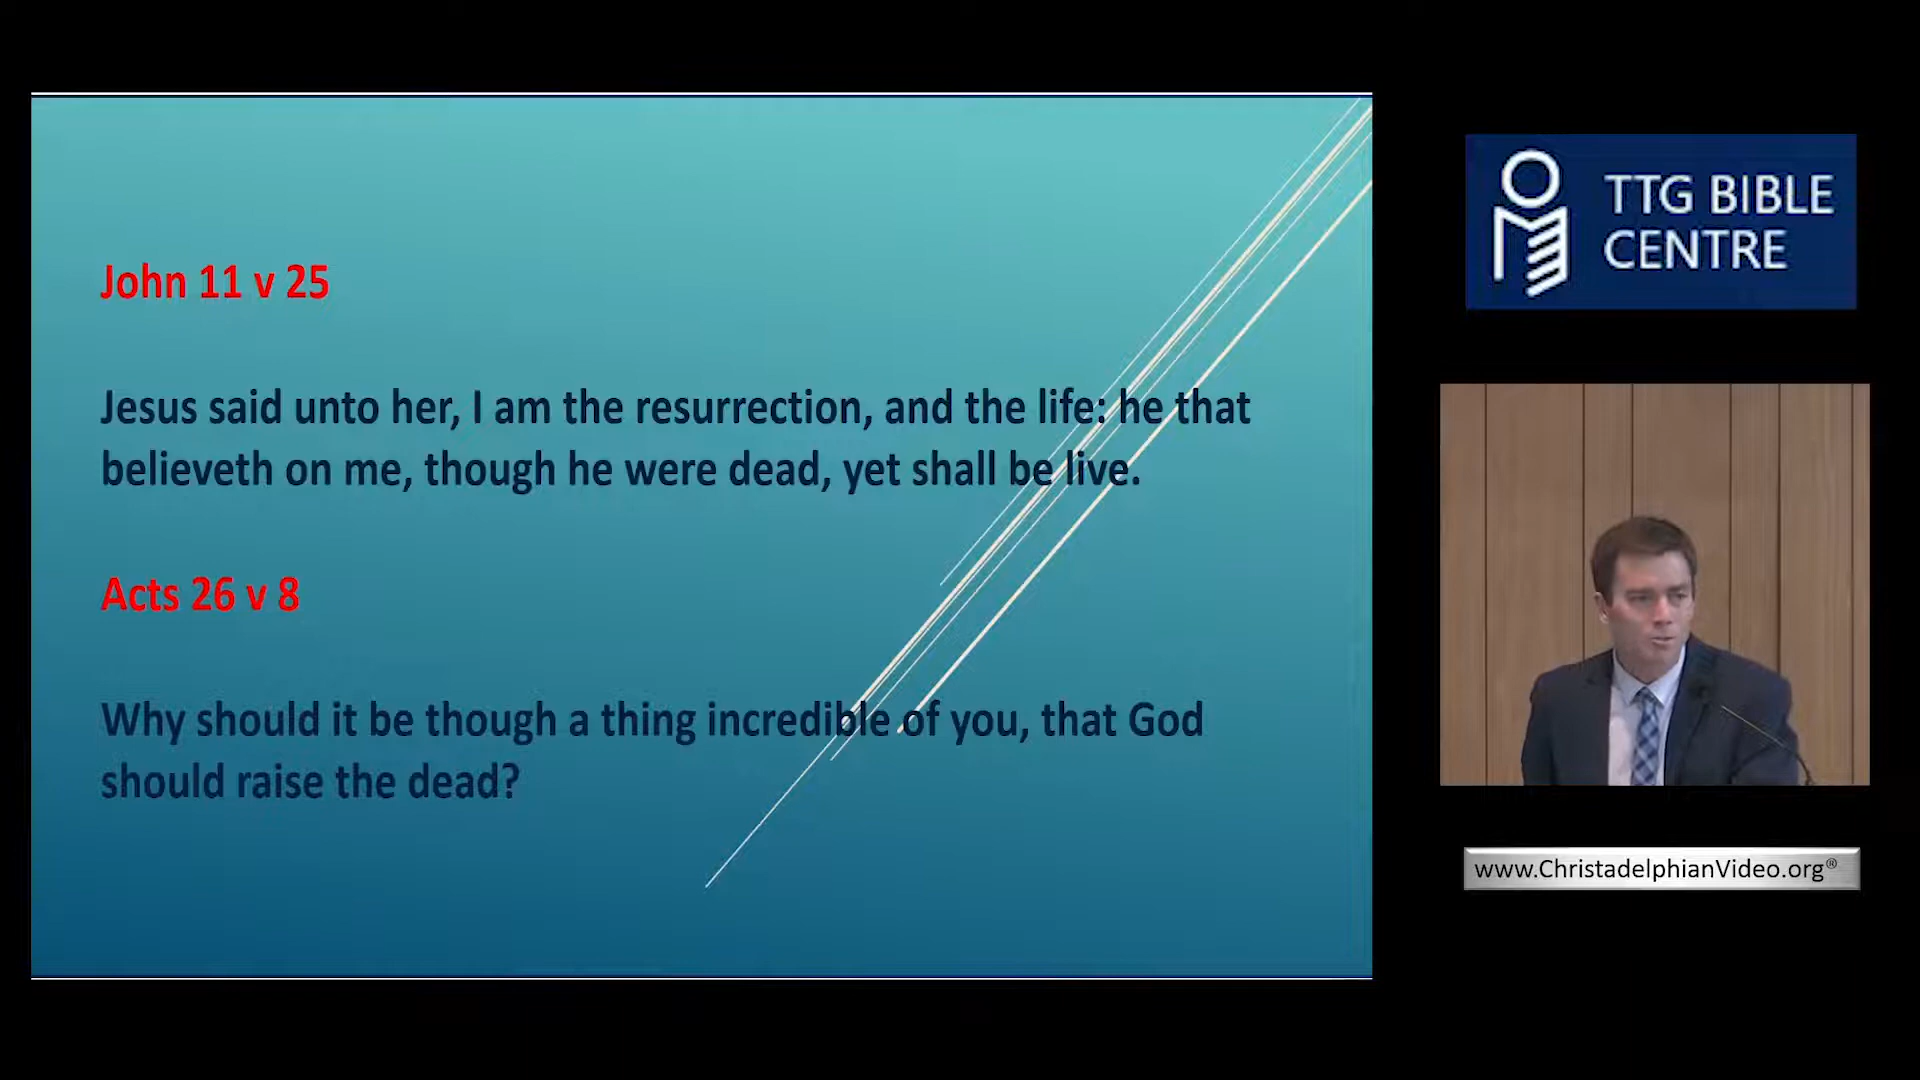 John 11 v 25
Jesus said unto her, I am the resurrection, and the life: he that
believeth on me, though he were dead, yet shall be live.
Acts 26 v 8
Why should it be though a thing incredible of you, that God
should raise the dead?
TTG BIBLE
CENTRE
www.ChristadelphianVideo.org®